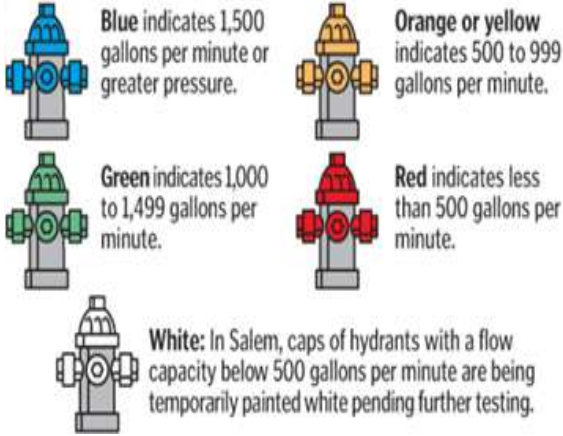 Blue indicates 1,500
gallons per minute or
greater pressure.
Orange or yellow
indicates 500 to 999
gallons per minute.
Green indicates 1,000
to 1,499 gallons per
minute.
Red indicates less
than 500 gallons per
minute.
White: In Salem, caps of hydrants with a flow
capacity below 500 gallons per minute are being
temporarily painted white pending further testing.